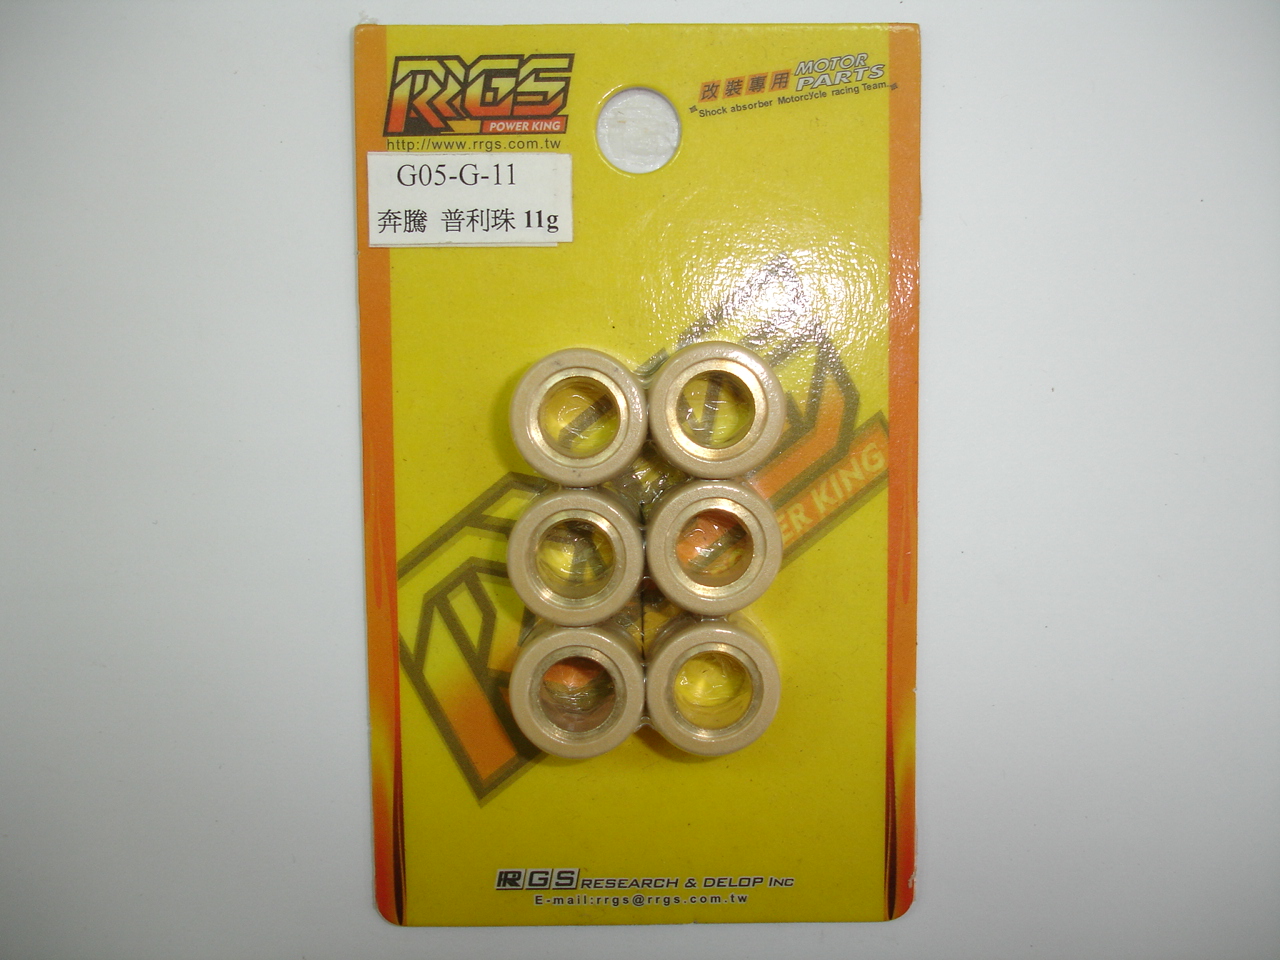 RRGS
POWER KING
http://www.rrgs.com.tw
改裝專用 MOTOR PARTS
Shock absorber Motorcycle racing Team
G05-G-11
奔騰 普利珠 11g
ER KING
RRGS RESEARCH & DELOP INC
E-mail:rrgs@rrgs.com.tw